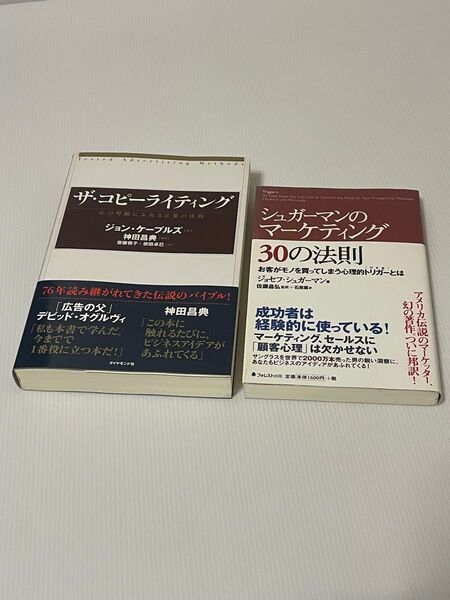 Tested Advertising Methods
ザ・コピーライティング
心の琴線にふれる言葉の法則
ジョン・ケープルズ
神田昌典
齋藤慎子＋依田卓巳
76年読み継がれてきた伝説のバイブル!
「広告の父」
デビッド・オグルヴィ
「私も本書で学んだ。
今までで
1番役に立つ本だ!」
神田昌典
「この本に
触れるたびに、
ビジネスアイデアが
あふれてくる」
ダイヤモンド社
Triggers
シュガーマンの
マーケティング
30の法則
お客がモノを買ってしまう心理的トリガーとは
ジョセフ・シュガーマン 著
佐藤昌弘 監訳＋石原薫 訳
アメリカ伝説のマーケッター、
幻の著作 ついに邦訳!
成功者は
経験的に使っている!
マーケティング、セールスに
「顧客心理」は欠かせない
サングラスを世界で2000万本売った男の鋭い洞察に、
あなたもビジネスのアイディアがあふれてくる!
フォレスト出版 定価 本体1600円 +税